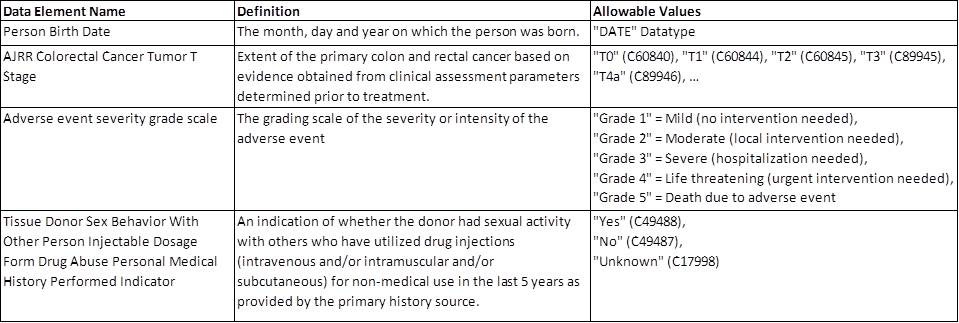 Data Element Name
Definition
Allowable Values
Person Birth Date
The month, day and year on which the person was born.
"DATE" Datatype
AJRR Colorectal Cancer Tumor T
Stage
Extent of the primary colon and rectal cancer based on
evidence obtained from clinical assessment parameters
determined prior to treatment.
"T0" (C60840), "T1" (C60844), "T2" (C60845), "T3" (C89945),
"T4a" (C89946), ...
Adverse event severity grade scale
The grading scale of the severity or intensity of the
adverse event
"Grade 1" = Mild (no intervention needed),
"Grade 2" = Moderate (local intervention needed),
"Grade 3" = Severe (hospitalization needed),
"Grade 4" = Life threatening (urgent intervention needed),
"Grade 5" = Death due to adverse event
Tissue Donor Sex Behavior With
Other Person Injectable Dosage
Form Drug Abuse Personal Medical
History Performed Indicator
An indication of whether the donor had sexual activity
with others who have utilized drug injections
(intravenous and/or intramuscular and/or
subcutaneous) for non-medical use in the last 5 years as
provided by the primary history source.
"Yes" (C49488),
"No" (C49487),
"Unknown" (C17998)